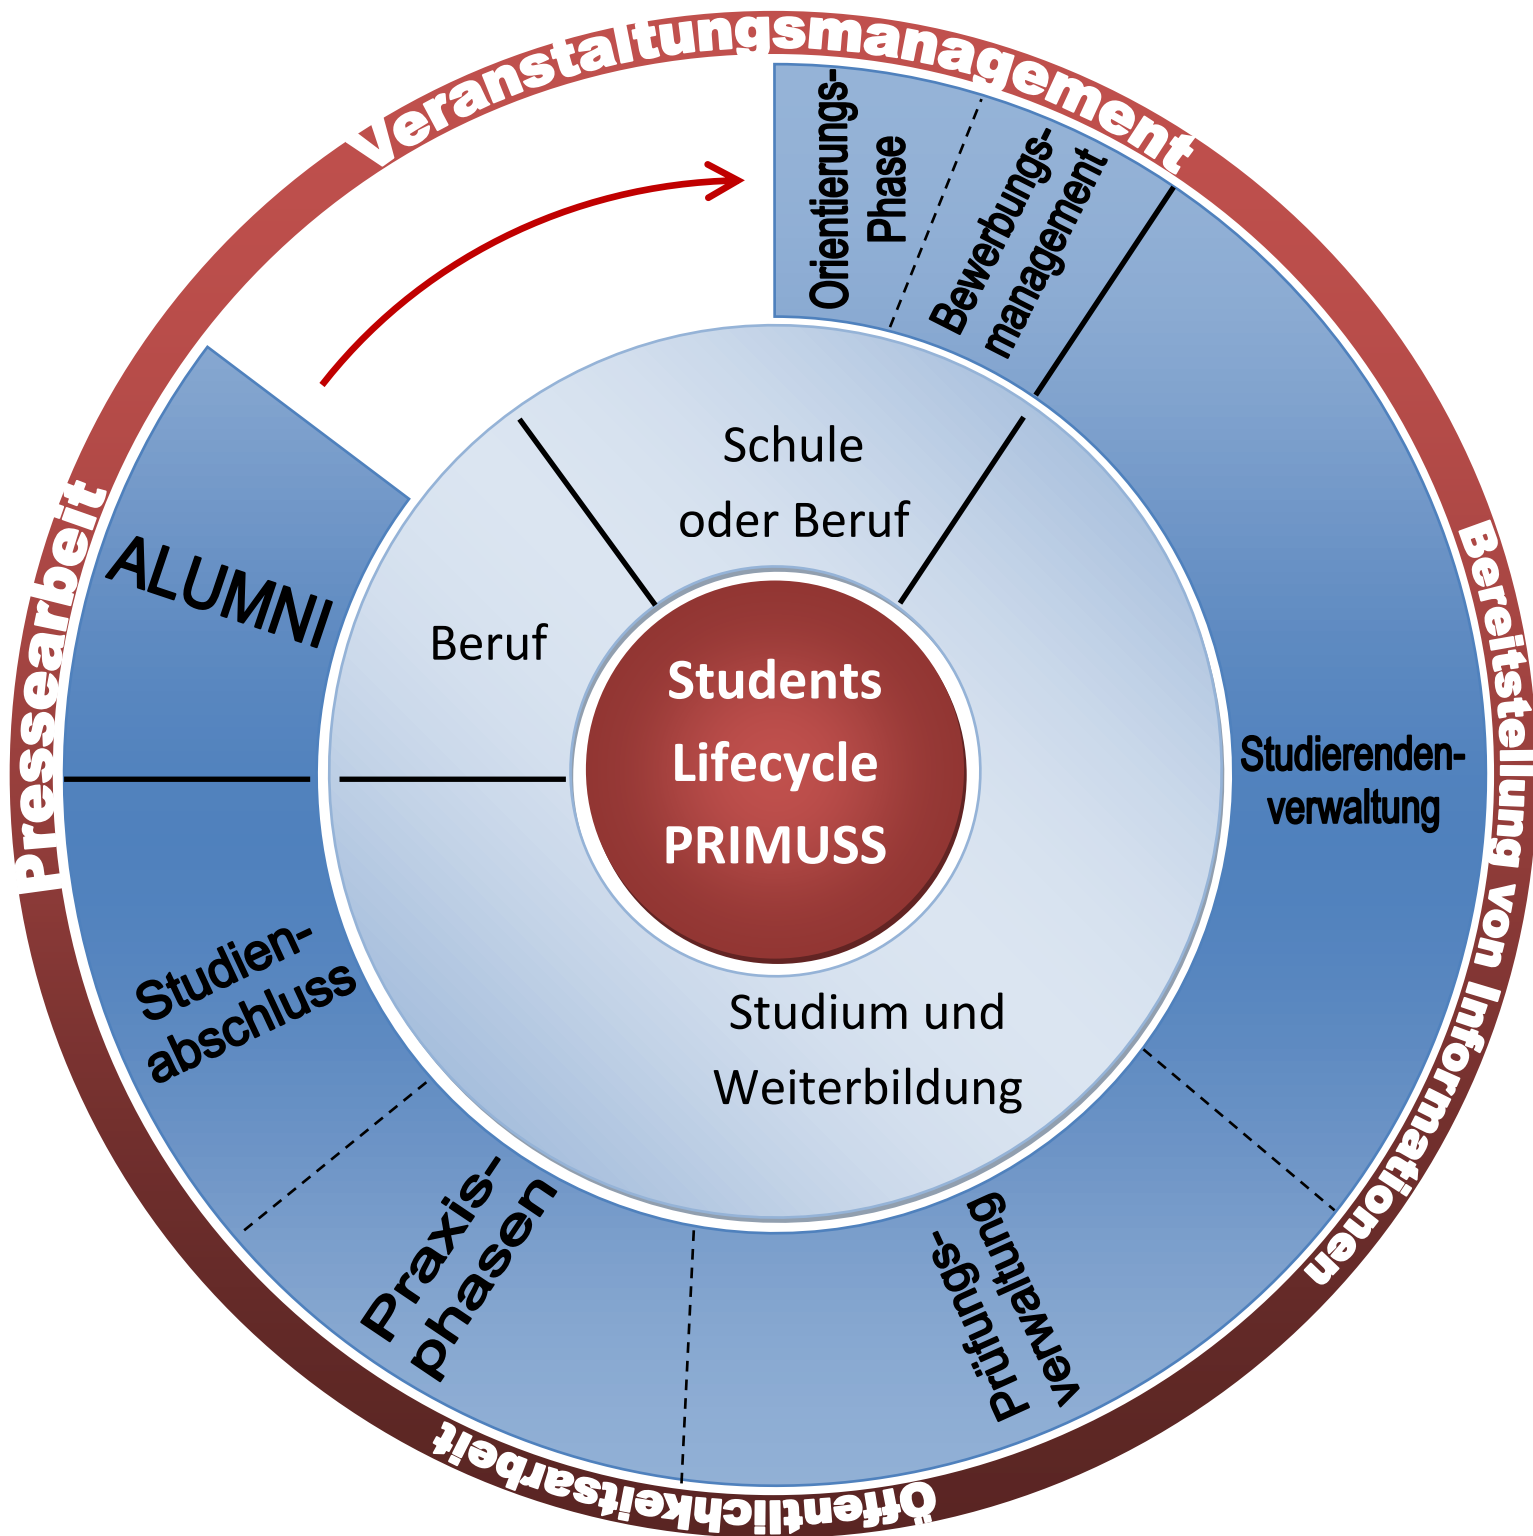 Veranstaltungsmanagement
Orientierungs-
Phase
Bewerbungs-
management
Schule
oder Beruf
Pressearbeit
ALUMNI
Beruf
Students
Lifecycle
PRIMUSS
Studierenden-
verwaltung
Bereitstellung von Informationen
Studien-
abschluss
Studium und
Weiterbildung
Praxis-
phasen
Prüfungs-
verwaltung
Öffentlichkeitsarbeit